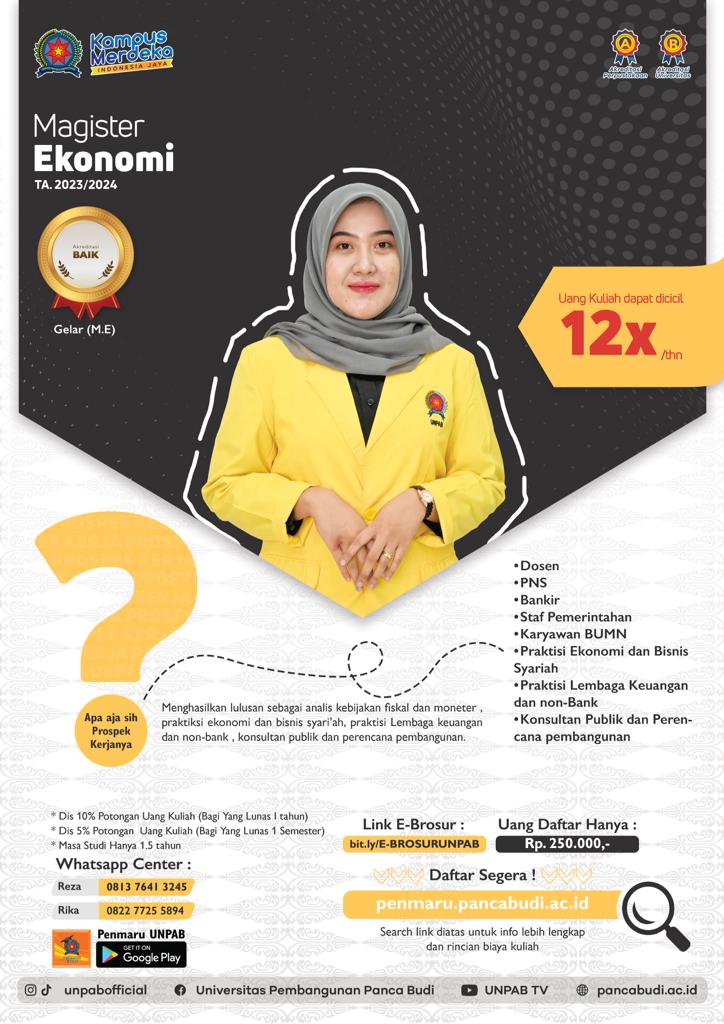 Kampus
Merdeka
INDONESIA JAYA
A
Akreditasi
Perpustakaan
B
Akreditasi
Universitas
Magister
Ekonomi
TA. 2023/2024
Akreditasi
BAIK
Gelar (M.E)
Uang Kuliah dapat dicicil
12x /thn
UNPAB
PROSPEK KERJA
Apa aja sih
Prospek
Kerjanya
Menghasilkan lulusan sebagai analis kebijakan fiskal dan moneter ,
praktiksi ekonomi dan bisnis syari'ah, praktisi Lembaga keuangan
dan non-bank , konsultan publik dan perencana pembangunan.
•Dosen
•PNS
•Bankir
•Staf Pemerintahan
•Karyawan BUMN
•Praktisi Ekonomi dan Bisnis
Syariah
•Praktisi Lembaga Keuangan
dan non-Bank
•Konsultan Publik dan Peren-
cana pembangunan
* Dis 10% Potongan Uang Kuliah (Bagi Yang Lunas I tahun)
* Dis 5% Potongan Uang Kuliah (Bagi Yang Lunas 1 Semester)
* Masa Studi Hanya 1.5 tahun
Whatsapp Center :
Reza 0813 7641 3245
Rika 0822 7725 5894
Penmaru UNPAB
GET IT ON
Google Play
Link E-Brosur :
bit.ly/E-BROSURUNPAB
Uang Daftar Hanya :
Rp. 250.000,-
Daftar Segera !
penmaru.pancabudi.ac.id
Search link diatas untuk info lebih lengkap
dan rincian biaya kuliah
unpabofficial
Universitas Pembangunan Panca Budi
UNPAB TV
pancabudi.ac.id